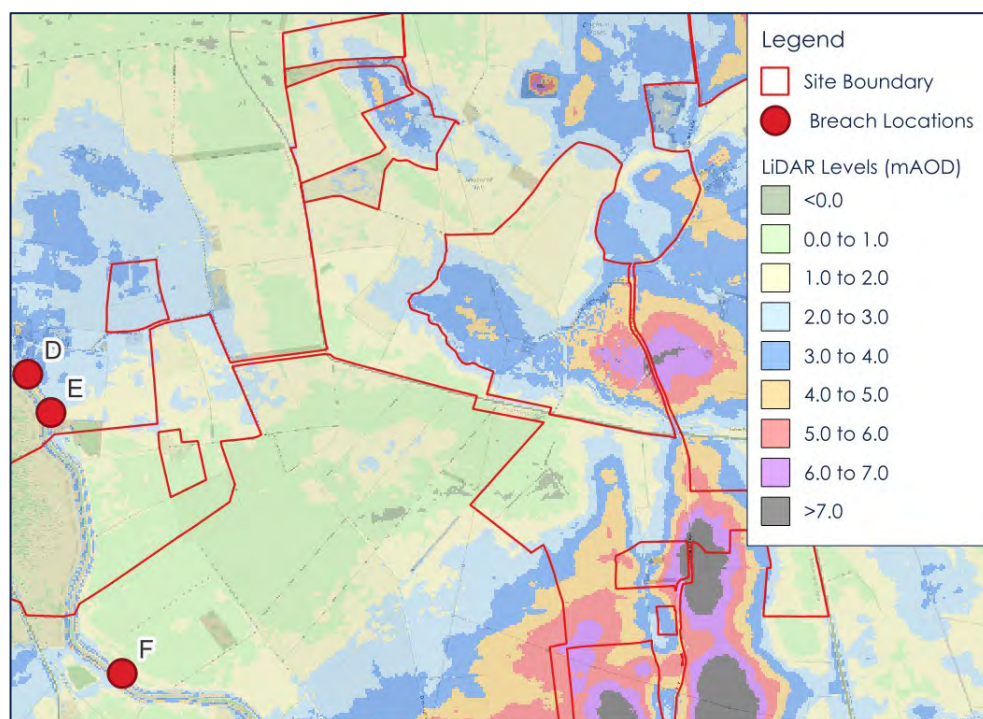 Legend
Site Boundary
Breach Locations
LiDAR Levels (mAOD)
<0.0
0.0 to 1.0
1.0 to 2.0
2.0 to 3.0
3.0 to 4.0
4.0 to 5.0
5.0 to 6.0
6.0 to 7.0
>7.0
D
E
F